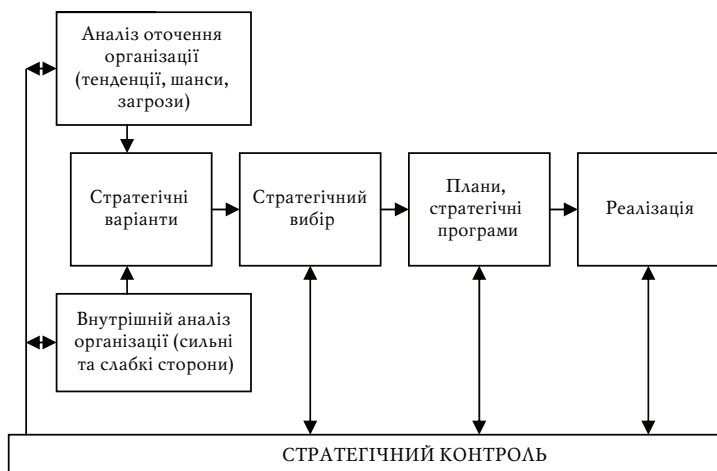 Аналіз оточення
організації
(тенденції, шанси,
загрози)
Стратегічні
варіанти
Стратегічний
вибір
Плани,
стратегічні
програми
Реалізація
Внутрішній аналіз
організації (сильні
та слабкі сторони)
СТРАТЕГІЧНИЙ КОНТРОЛЬ